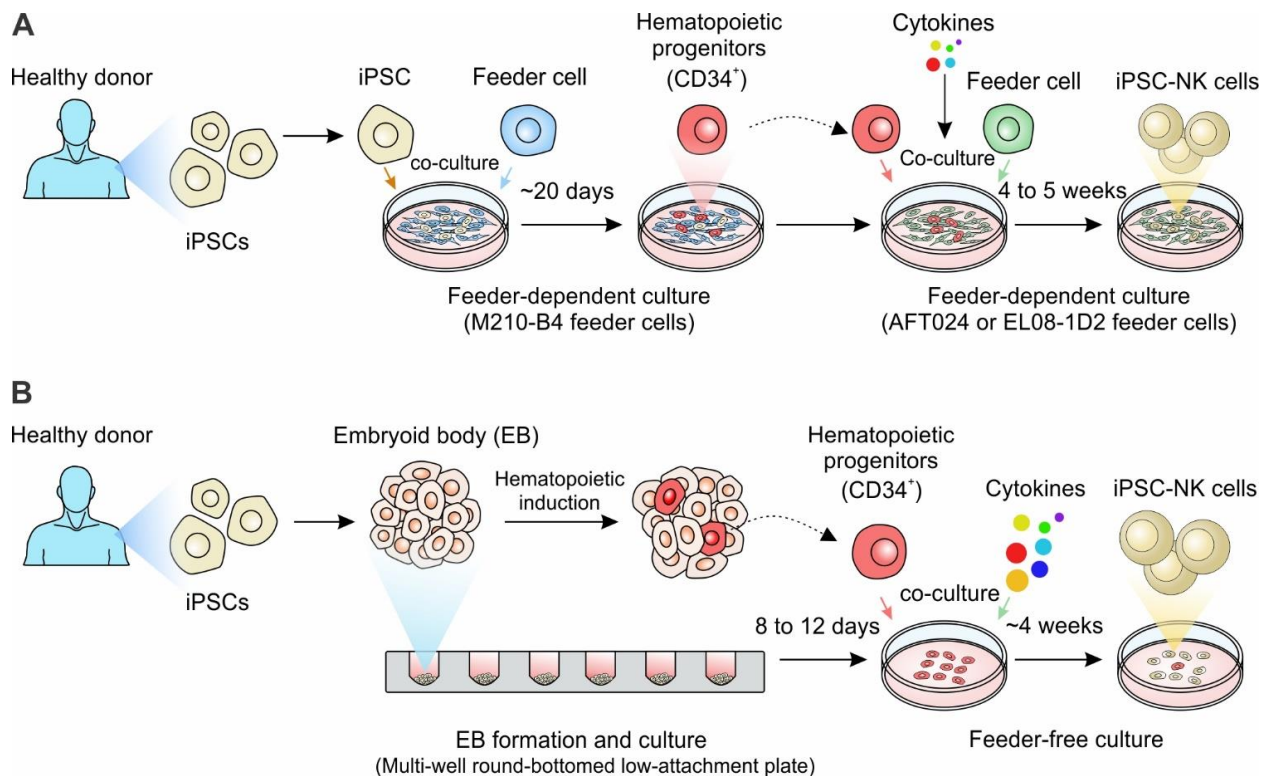 A
Healthy donor
iPSCs
iPSC
Feeder cell
co-culture
~20 days
Hematopoietic
progenitors
(CD34⁺)
Feeder-dependent culture
(M210-B4 feeder cells)
Cytokines
Feeder cell
Co-culture
4 to 5 weeks
iPSC-NK cells
Feeder-dependent culture
(AFT024 or EL08-1D2 feeder cells)
B
Healthy donor
iPSCs
Embryoid body (EB)
Hematopoietic
induction
EB formation and culture
(Multi-well round-bottomed low-attachment plate)
8 to 12 days
Hematopoietic
progenitors
(CD34⁺)
Cytokines
co-culture
~4 weeks
iPSC-NK cells
Feeder-free culture